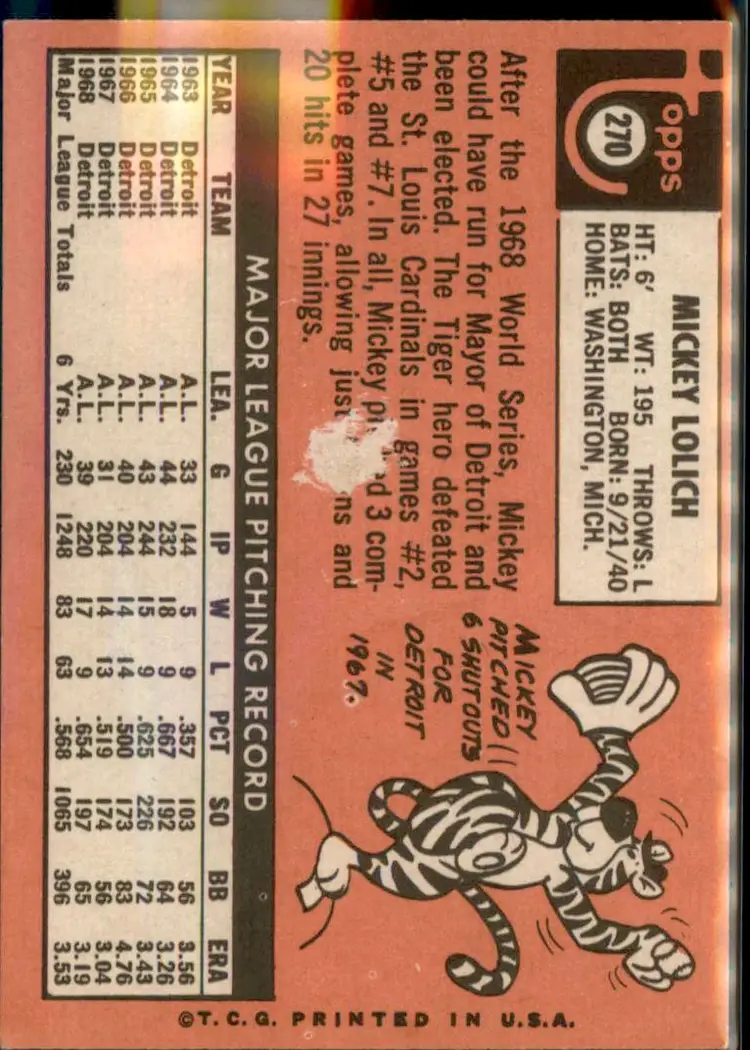 Topps
270
MICKEY LOLICH
HT: 6' WT: 195 THROWS: L
BATS: BOTH BORN: 9/21/40
HOME: WASHINGTON, MICH.
After the 1968 World Series, Mickey
could have run for Mayor of Detroit and
been elected. The Tiger hero defeated
the St. Louis Cardinals in games #2,
#5 and #7. In all, Mickey 3 com-
plete games, allowing just and
20 hits in 27 innings.
MICKEY
PITCHED
6 SHUTOUTS
FOR
DETROIT
IN
1967.
MAJOR LEAGUE PITCHING RECORD
YEAR TEAM LEA. G IP W L PCT SO BB ERA
1963 Detroit A.L. 33 144 5 9 .357 103 56 3.56
1964 Detroit A.L. 44 232 18 9 .667 192 64 3.26
1965 Detroit A.L. 43 244 15 9 .625 226 72 3.43
1966 Detroit A.L. 40 204 14 14 .500 173 83 4.76
1967 Detroit A.L. 31 204 14 13 .519 174 56 3.04
1968 Detroit A.L. 39 220 17 9 .654 197 65 3.19
Major League Totals 6 Yrs. 230 1248 83 63 .568 1065 396 3.53
©T.C.G. PRINTED IN U.S.A.